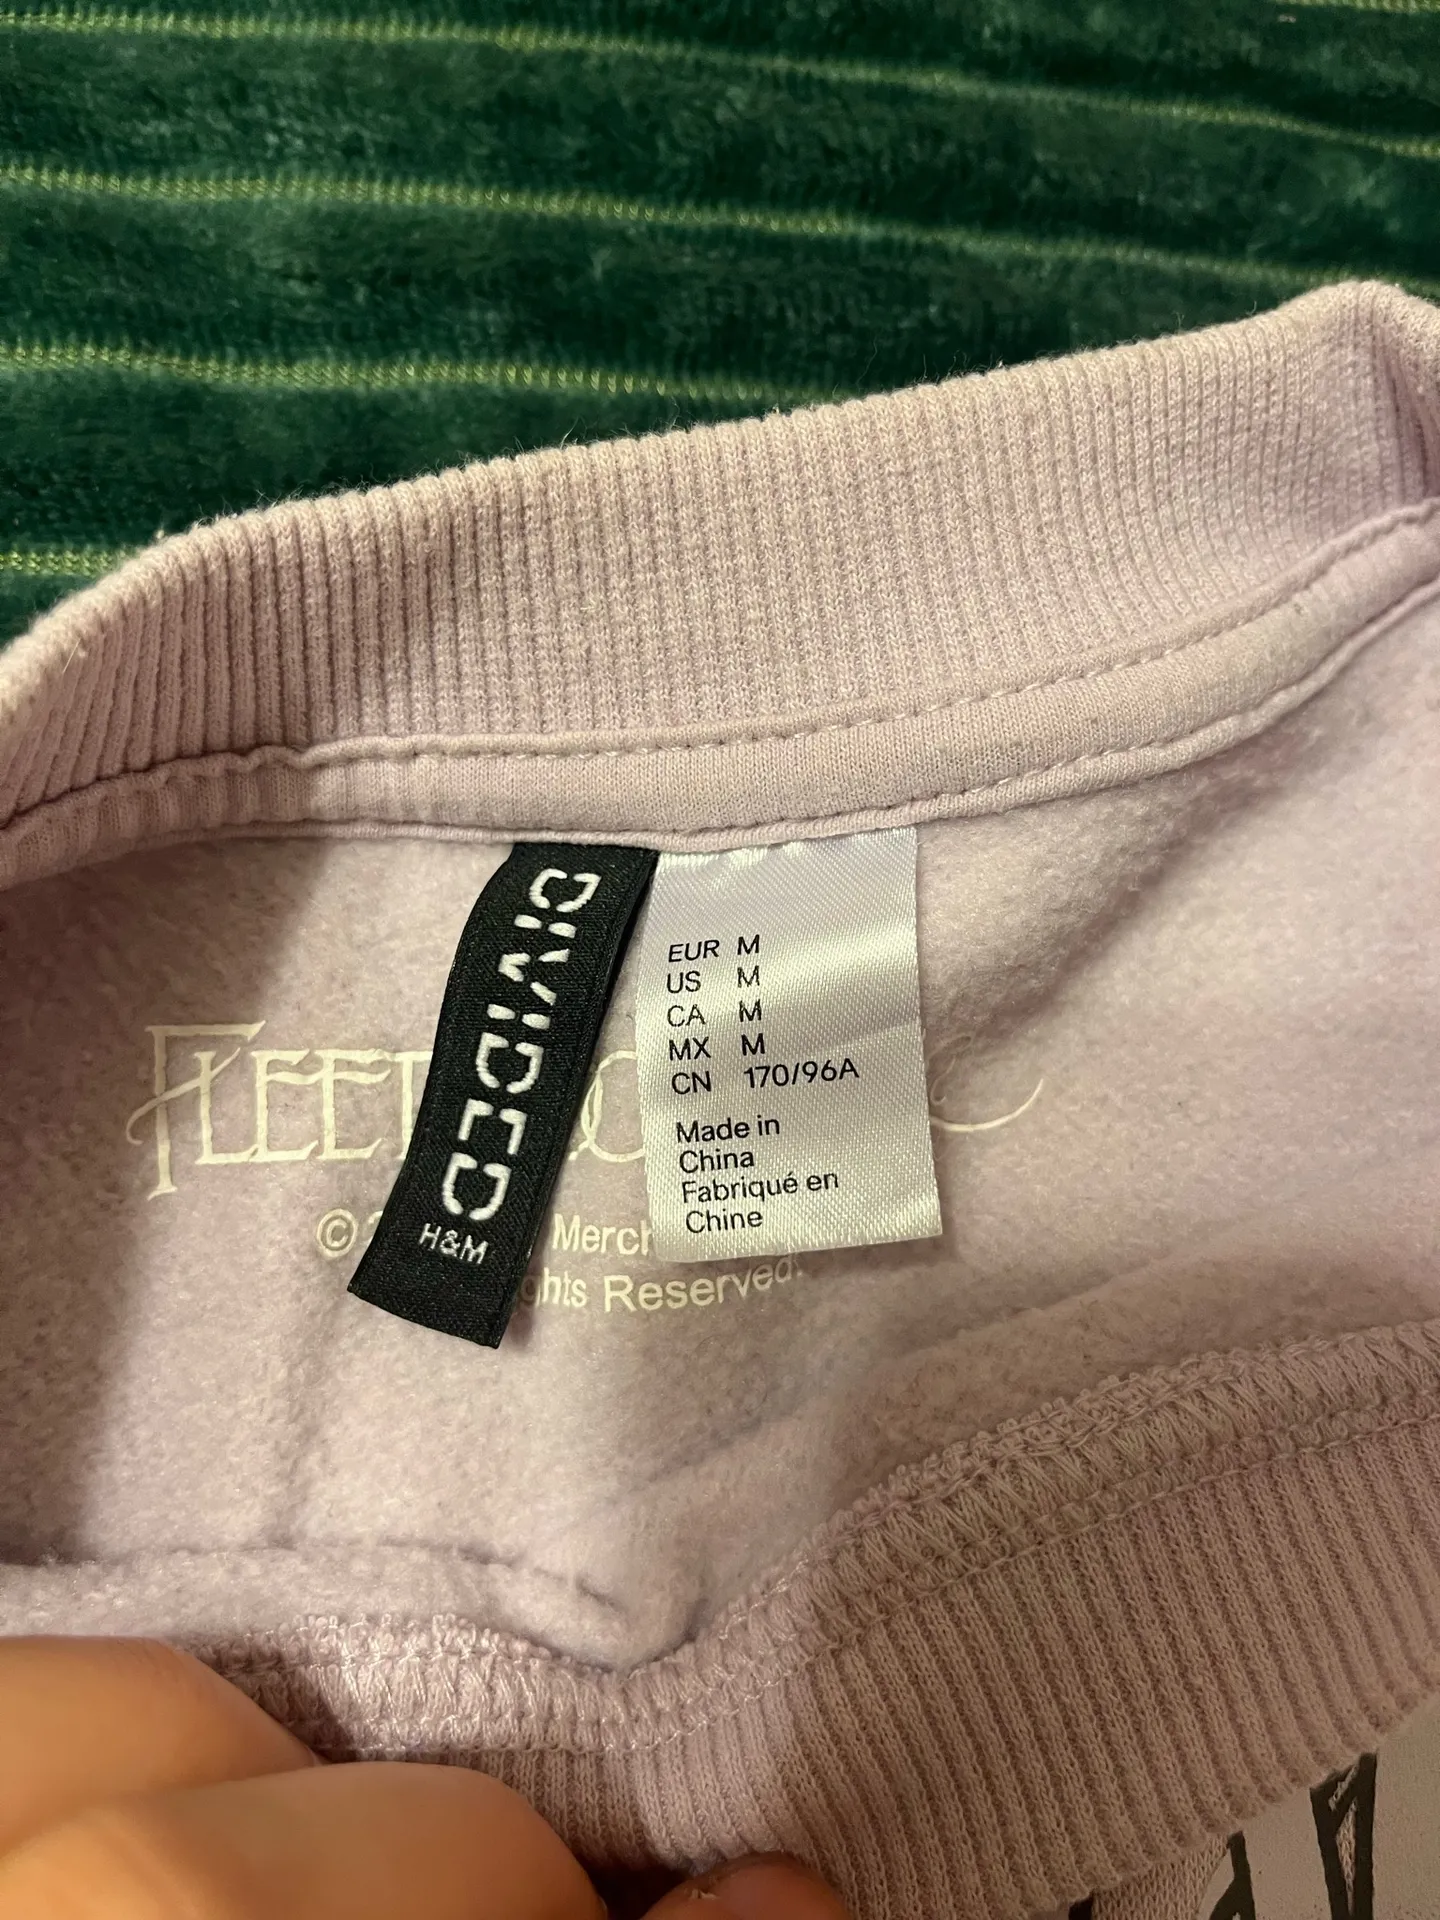 DIVIDED
H&M
EUR M
US M
CA M
MX M
CN 170/96A
Made in
China
Fabriqué en
Chine
©
Reserved.